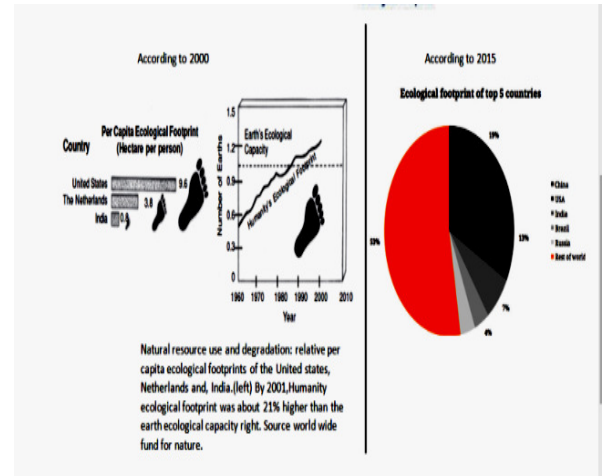 According to 2000
Per Capita Ecological Footprint
(Hectare per person)
Country
United States 9.6
The Netherlands 3.8
India
Number of Earths
1.5
1.2
0.9
0.6
0.3
0
Earth's Ecological
Capacity
Humanity's Ecological Footprint
1960 1970 1980 1990 2000 2010
Year
Natural resource use and degradation: relative per
capita ecological footprints of the United states,
Netherlands and, India.(left) By 2001,Humanity
ecological footprint was about 21% higher than the
earth ecological capacity right. Source world wide
fund for nature.
According to 2015
Ecological footprint of top 5 countries
19%
13%
7%
4%
China
USA
India
Brazil
Russia
Rest of world